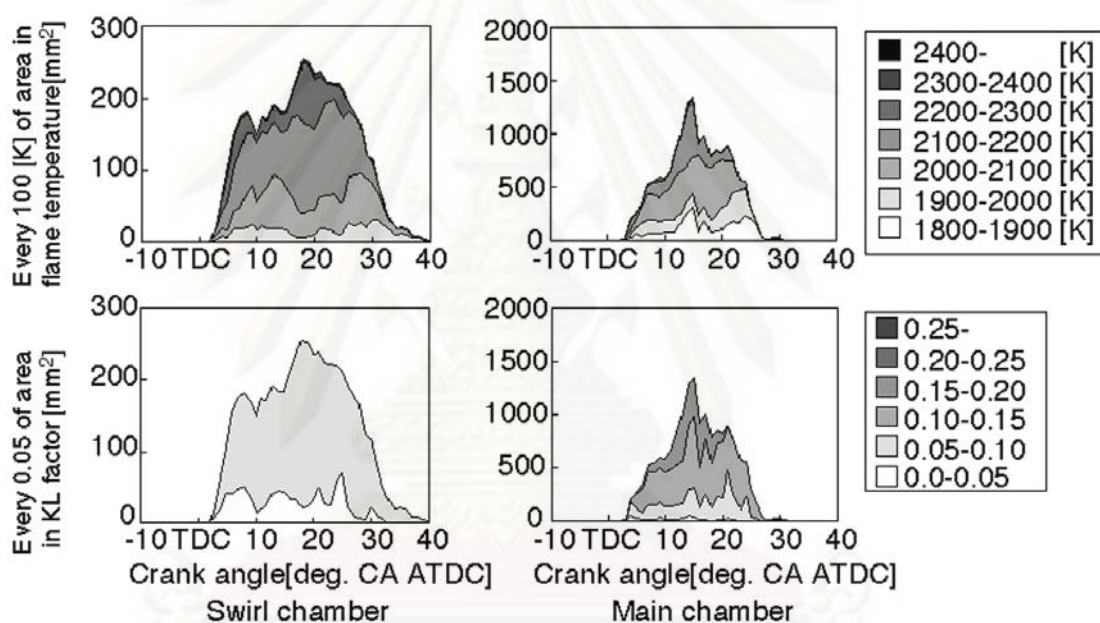 Every 100 [K] of area in
flame temperature[mm²]
300
200
100
0
-10 TDC 10 20 30 40
2000
1500
1000
500
0
-10 TDC 10 20 30 40
2400- [K]
2300-2400 [K]
2200-2300 [K]
2100-2200 [K]
2000-2100 [K]
1900-2000 [K]
1800-1900 [K]
Every 0.05 of area
in KL factor [mm²]
300
200
100
0
-10 TDC 10 20 30 40
Crank angle[deg. CA ATDC]
Swirl chamber
2000
1500
1000
500
0
-10 TDC 10 20 30 40
Crank angle[deg. CA ATDC]
Main chamber
0.25-
0.20-0.25
0.15-0.20
0.10-0.15
0.05-0.10
0.0-0.05